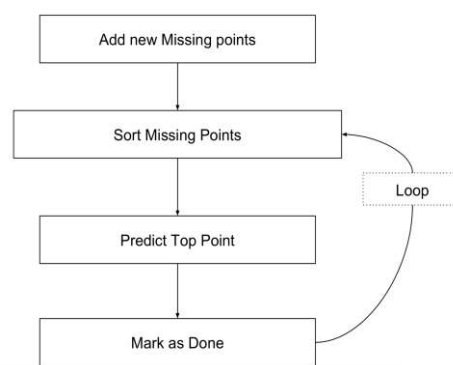 Add new Missing points
Sort Missing Points
Loop
Predict Top Point
Mark as Done